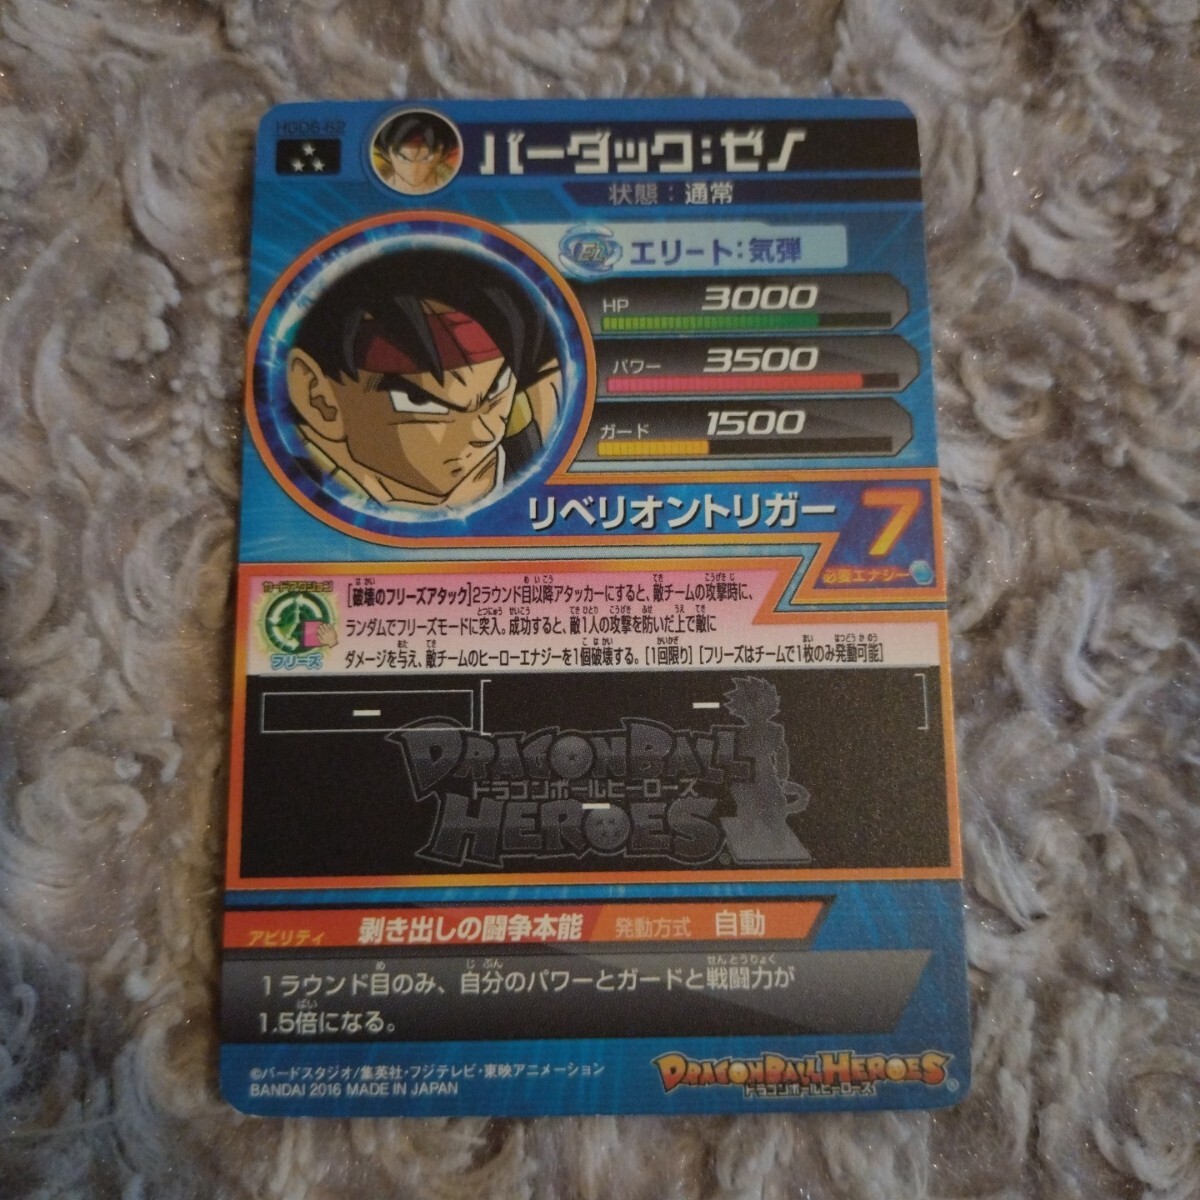 HGD6-52
バーダック:ゼノ
状態:通常
エリート:気弾
HP 3000
パワー 3500
ガード 1500
リベリオントリガー 7
必要エナジー
カードアクション
フリーズ
[破壊のフリーズアタック]2ラウンド目以降アタッカーにすると、敵チームの攻撃時に、
ランダムでフリーズモードに突入。成功すると、敵1人の攻撃を防いだ上で敵に
ダメージを与え、敵チームのヒーローエナジーを1個破壊する。[1回限り] [フリーズはチームで1枚のみ発動可能]
DRAGONBALL
ドラゴンボールヒーローズ
HEROES
アビリティ 剥き出しの闘争本能 発動方式 自動
1ラウンド目のみ、自分のパワーとガードと戦闘力が
1.5倍になる。
©バードスタジオ/集英社・フジテレビ・東映アニメーション
BANDAI 2016 MADE IN JAPAN
DRAGONBALL HEROES
ドラゴンボールヒーローズ